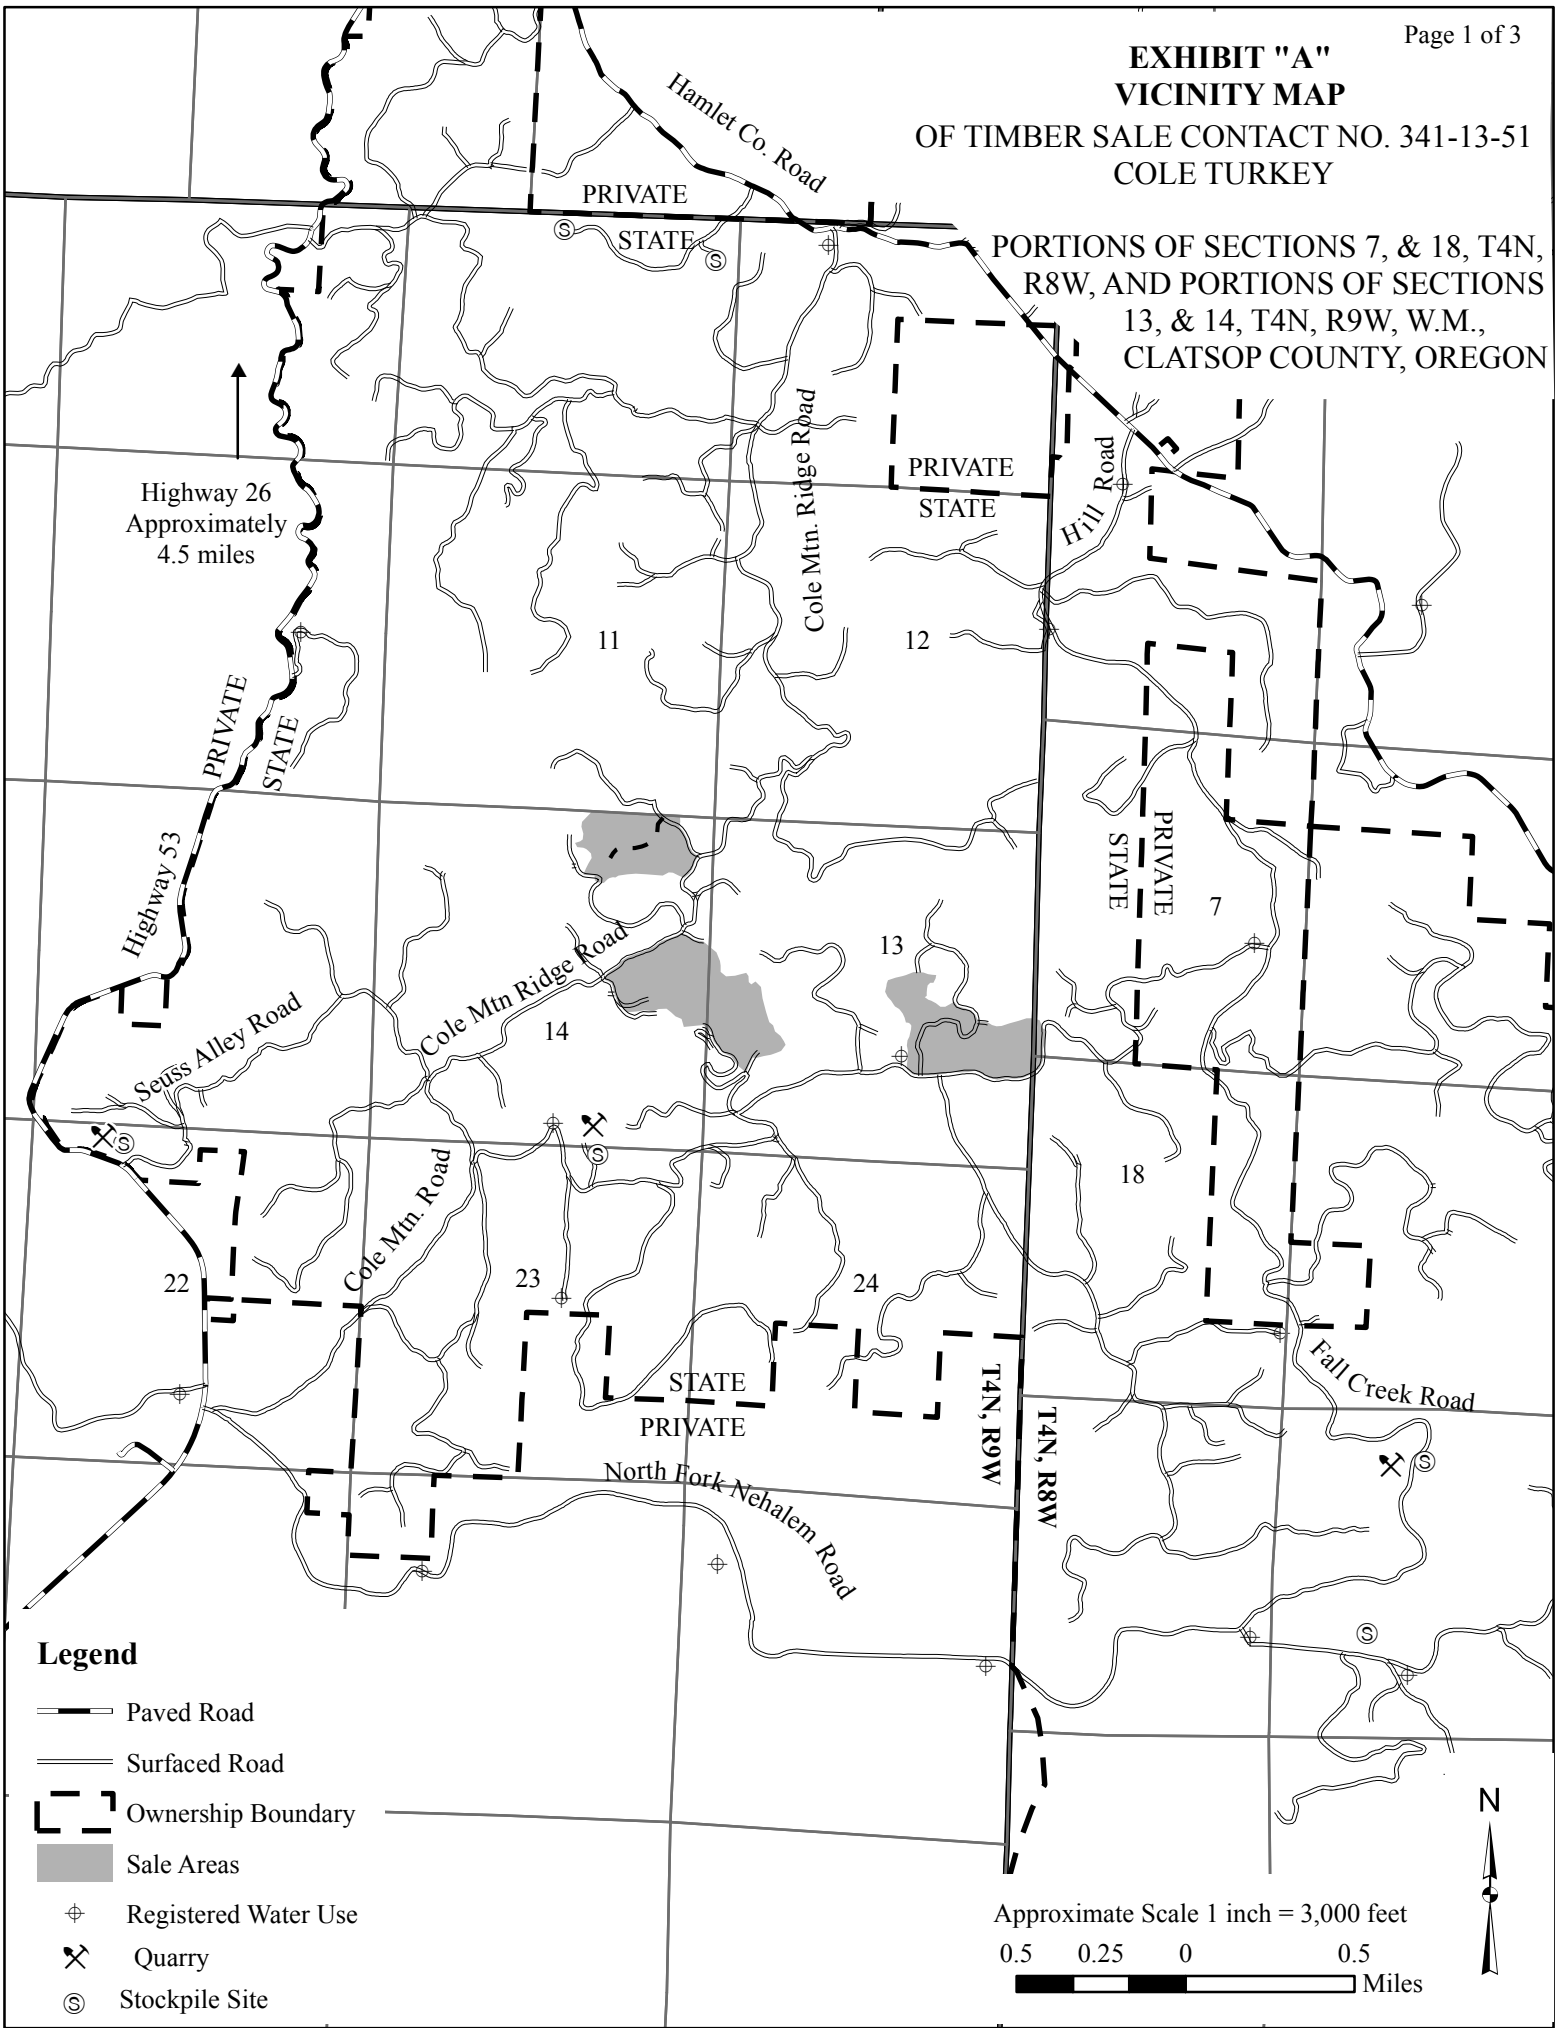 Page 1 of 3
EXHIBIT "A"
VICINITY MAP
OF TIMBER SALE CONTACT NO. 341-13-51
COLE TURKEY
PORTIONS OF SECTIONS 7, & 18, T4N,
R8W, AND PORTIONS OF SECTIONS
13, & 14, T4N, R9W, W.M.,
CLATSOP COUNTY, OREGON
Hamlet Co. Road
PRIVATE
STATE
S
S
Cole Mtn. Ridge Road
PRIVATE
STATE
Hill Road
Highway 26
Approximately
4.5 miles
11
12
PRIVATE
STATE
Highway 53
PRIVATE
STATE
7
13
Cole Mtn Ridge Road
14
Seuss Alley Road
S
S
18
Cole Mtn. Road
22
23
24
STATE
PRIVATE
T4N, R9W
T4N, R8W
Fall Creek Road
S
North Fork Nehalem Road
S
Legend
Paved Road
Surfaced Road
Ownership Boundary
Sale Areas
Registered Water Use
Quarry
S Stockpile Site
N
Approximate Scale 1 inch = 3,000 feet
0.5 0.25 0 0.5
Miles